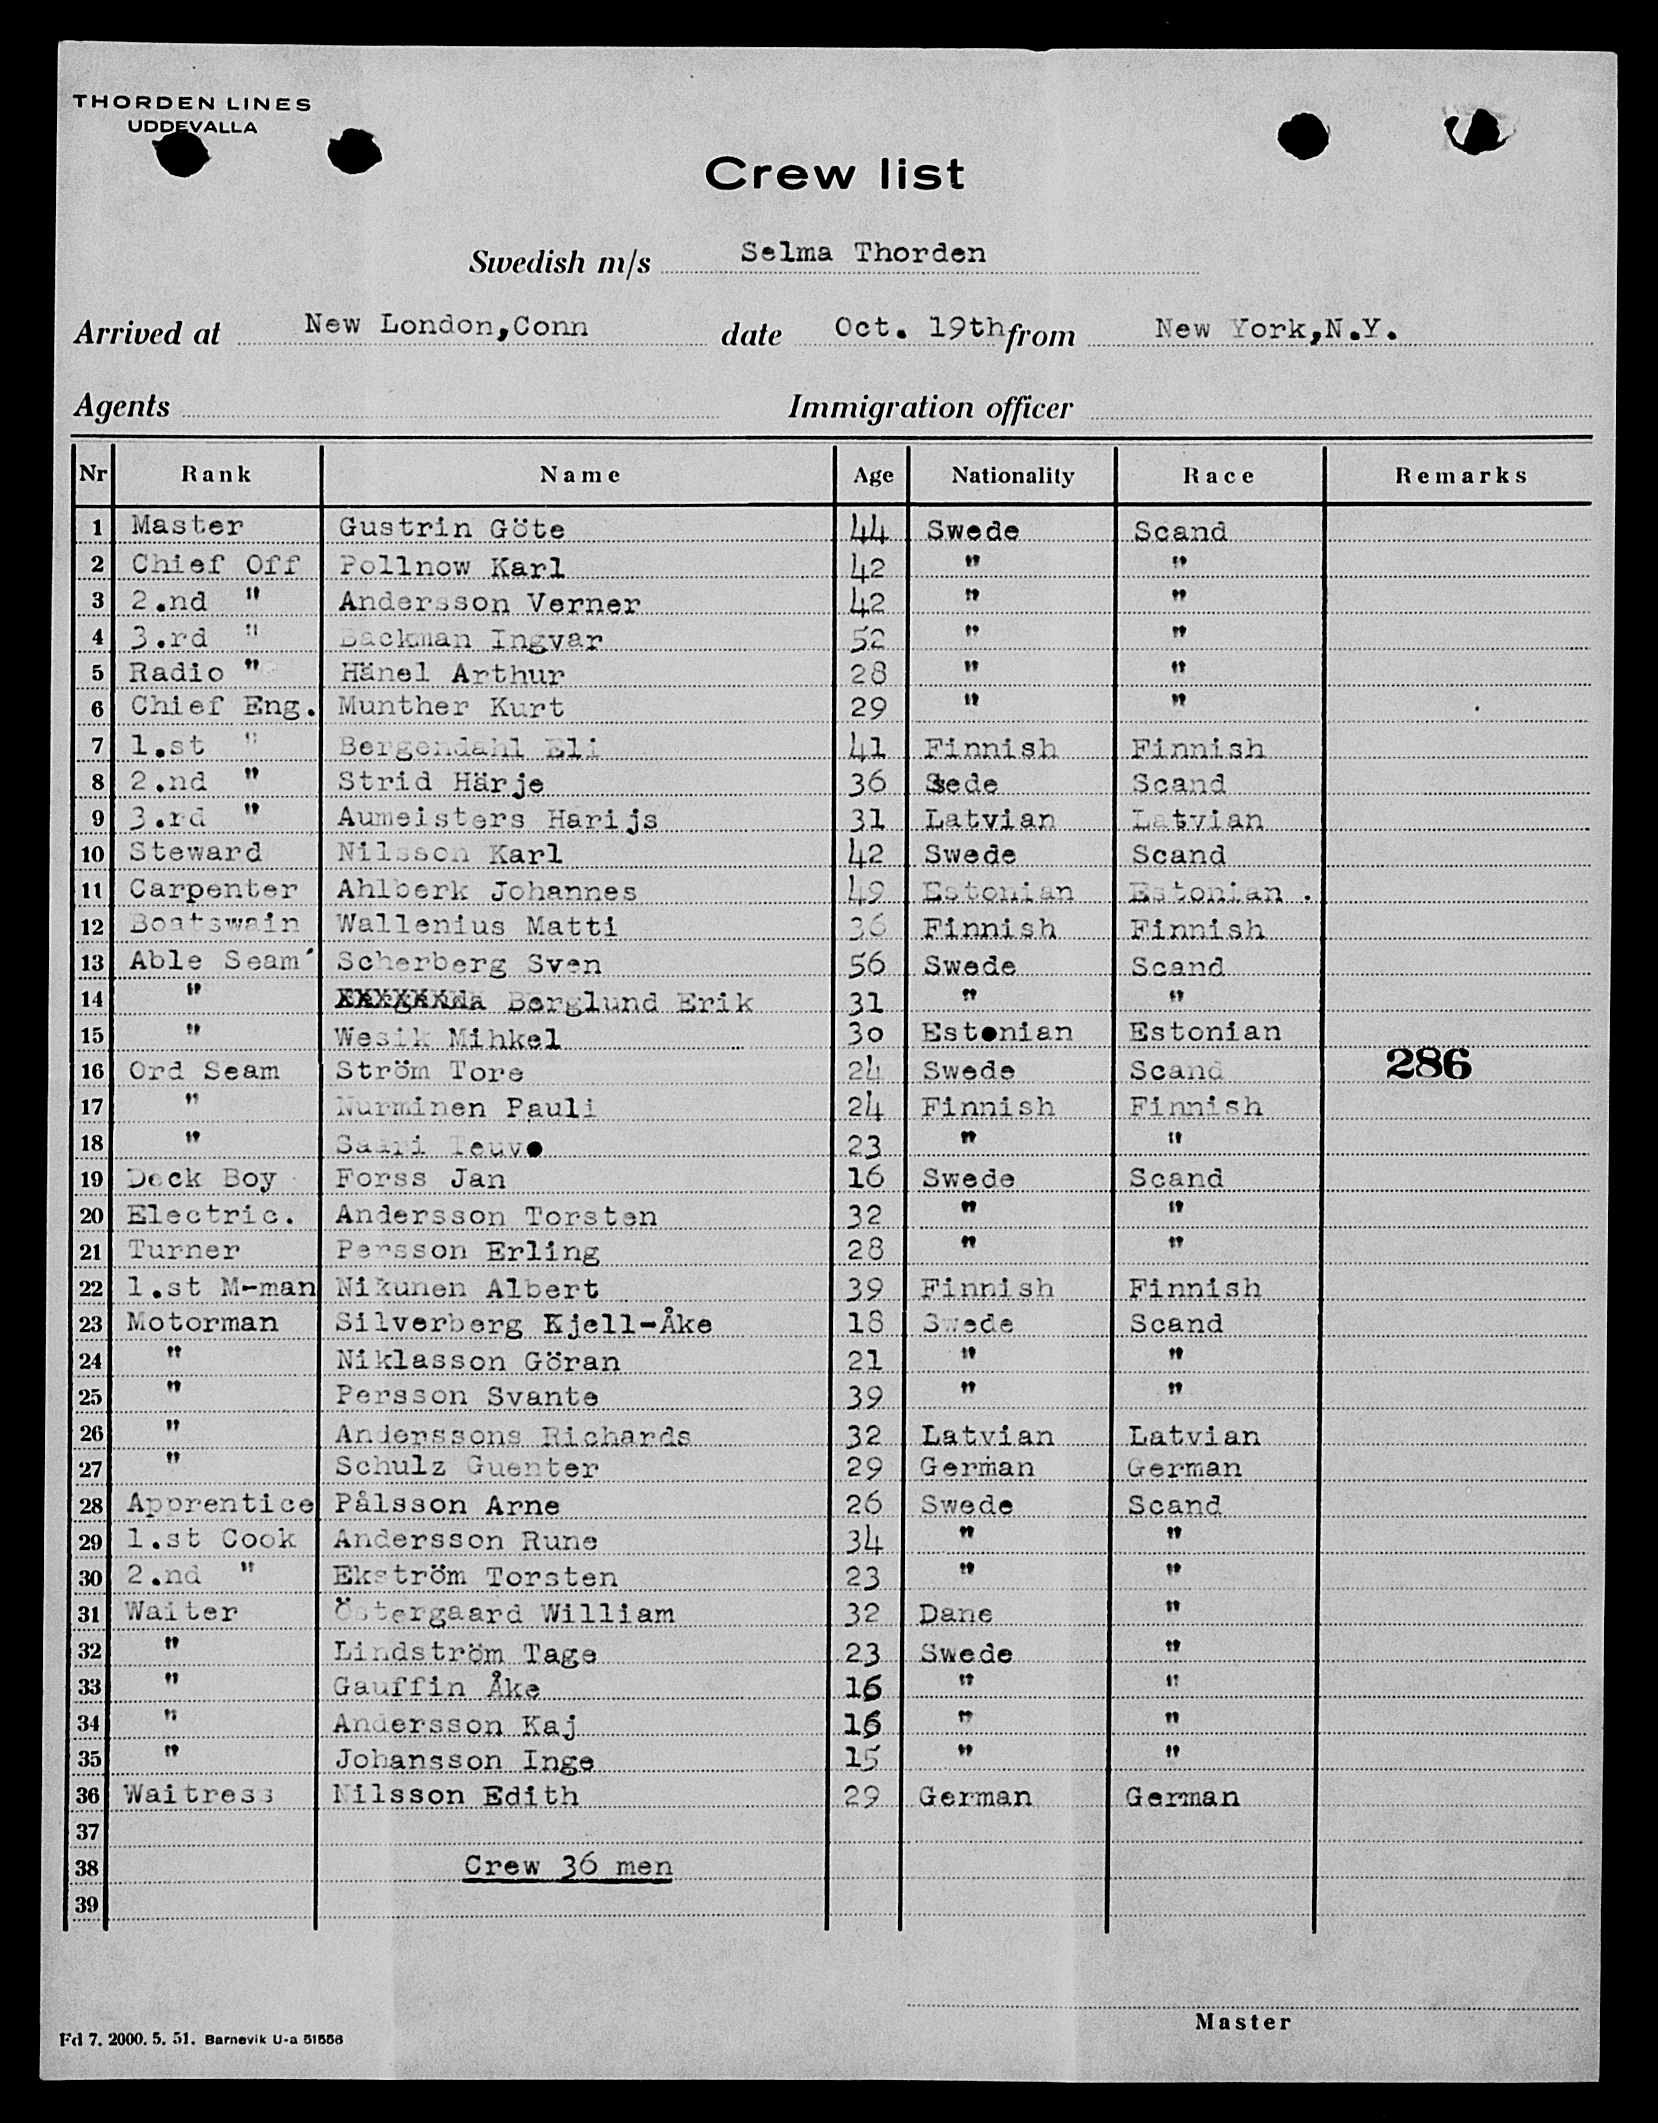 THORDEN LINES
UDDEVALLA
Crew list
Swedish m/s Selma Thorden
Arrived at New London,Conn date Oct. 19th from New York,N.Y.
Agents Immigration officer
Nr Rank Name Age Nationality Race Remarks
1 Master Gustrin Göte 44 Swede Scand
2 Chief Off Pollnow Karl 42 " "
3 2.nd " Andersson Verner 42 " "
4 3.rd " Backman Ingvar 52 " "
5 Radio " Hänel Arthur 28 " "
6 Chief Eng. Munther Kurt 29 " "
7 1.st " Bergendahl Eli 41 Finnish Finnish
8 2.nd " Strid Härje 36 Scand
9 3.rd " Aumeisters Harijs 31 Latvian Latvian
10 Steward Nilsson Karl 42 Swede Scand
11 Carpenter Ahlberk Johannes 49 Estonian Estonian .
12 Boatswain Wallenius Matti 36 Finnish Finnish
13 Able Seam´ Scherberg Sven 56 Swede Scand
14 " Berglund Erik 31 " "
15 " Wesik Mihkel 30 Estonian Estonian
16 Ord Seam Ström Tore 24 Swede Scand 286
17 " Nurminen Pauli 24 Finnish Finnish
18 " Teuvo 23 " "
19 Deck Boy Forss Jan 16 Swede Scand
20 Electric. Andersson Torsten 32 " "
21 Turner Persson Erling 28 " "
22 1.st M-man Nikunen Albert 39 Finnish Finnish
23 Motorman Silverberg Kjell-Åke 18 Swede Scand
24 " Niklasson Göran 21 " "
25 " Persson Svante 39 " "
26 " Anderssons Richards 32 Latvian Latvian
27 " Schulz Guenter 29 German German
28 Apprentice Pålsson Arne 26 Swede Scand
29 1.st Cook Andersson Rune 34 " "
30 2.nd " Ekström Torsten 23 " "
31 Waiter Östergaard William 32 Dane "
32 " Lindström Tage 23 Swede "
33 " Gauffin Åke 16 " "
34 " Andersson Kaj 16 " "
35 " Johansson Inge 15 " "
36 Waitress Nilsson Edith 29 German German
37
38 Crew 36 men
39
Master
Fd 7. 2000. 5. 51. Barnevik U-a 51556